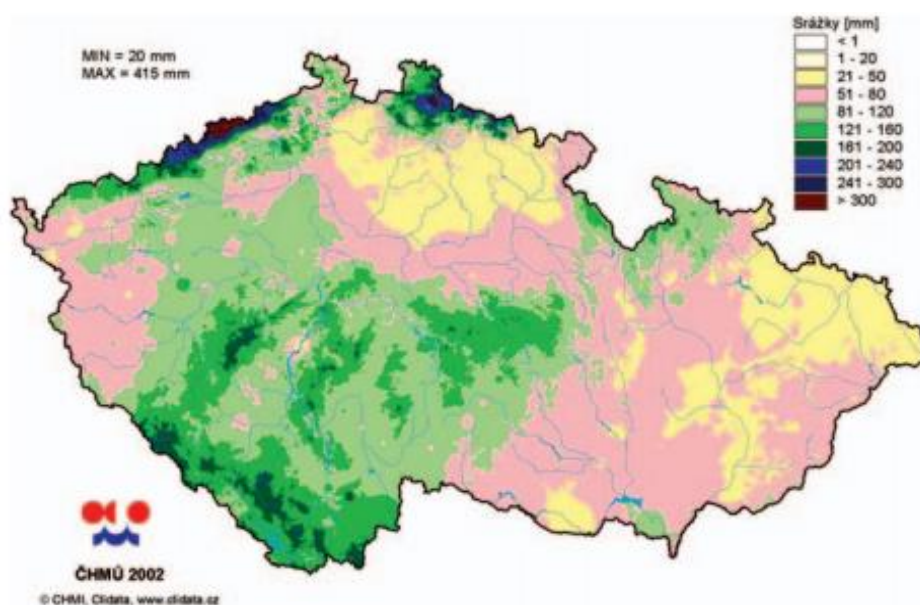 MIN = 20 mm
MAX = 415 mm
Srážky [mm]
< 1
1 - 20
21 - 50
51 - 80
81 - 120
121 - 160
161 - 200
201 - 240
241 - 300
> 300
ČHMÚ 2002
© CHMI, Clidata, www.clidata.cz